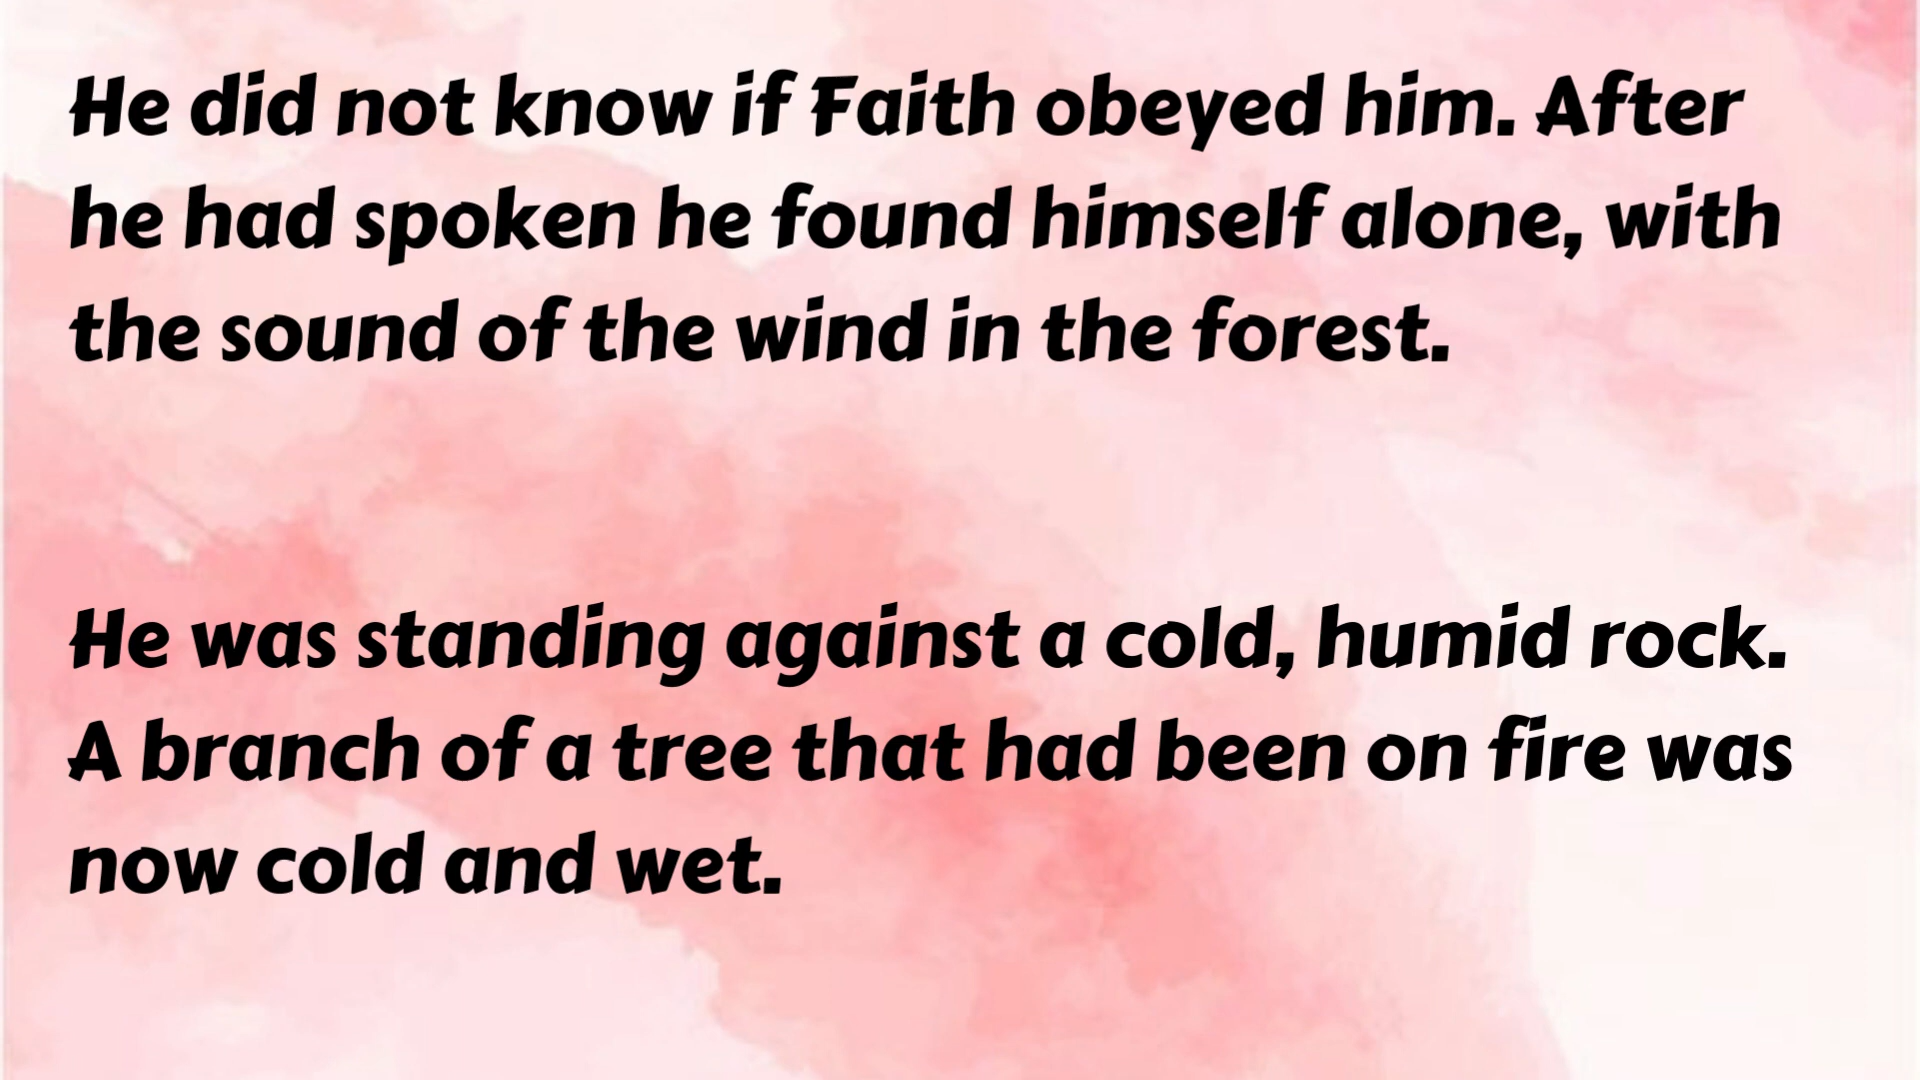 He did not know if Faith obeyed him. After
he had spoken he found himself alone, with
the sound of the wind in the forest.
He was standing against a cold, humid rock.
A branch of a tree that had been on fire was
now cold and wet.